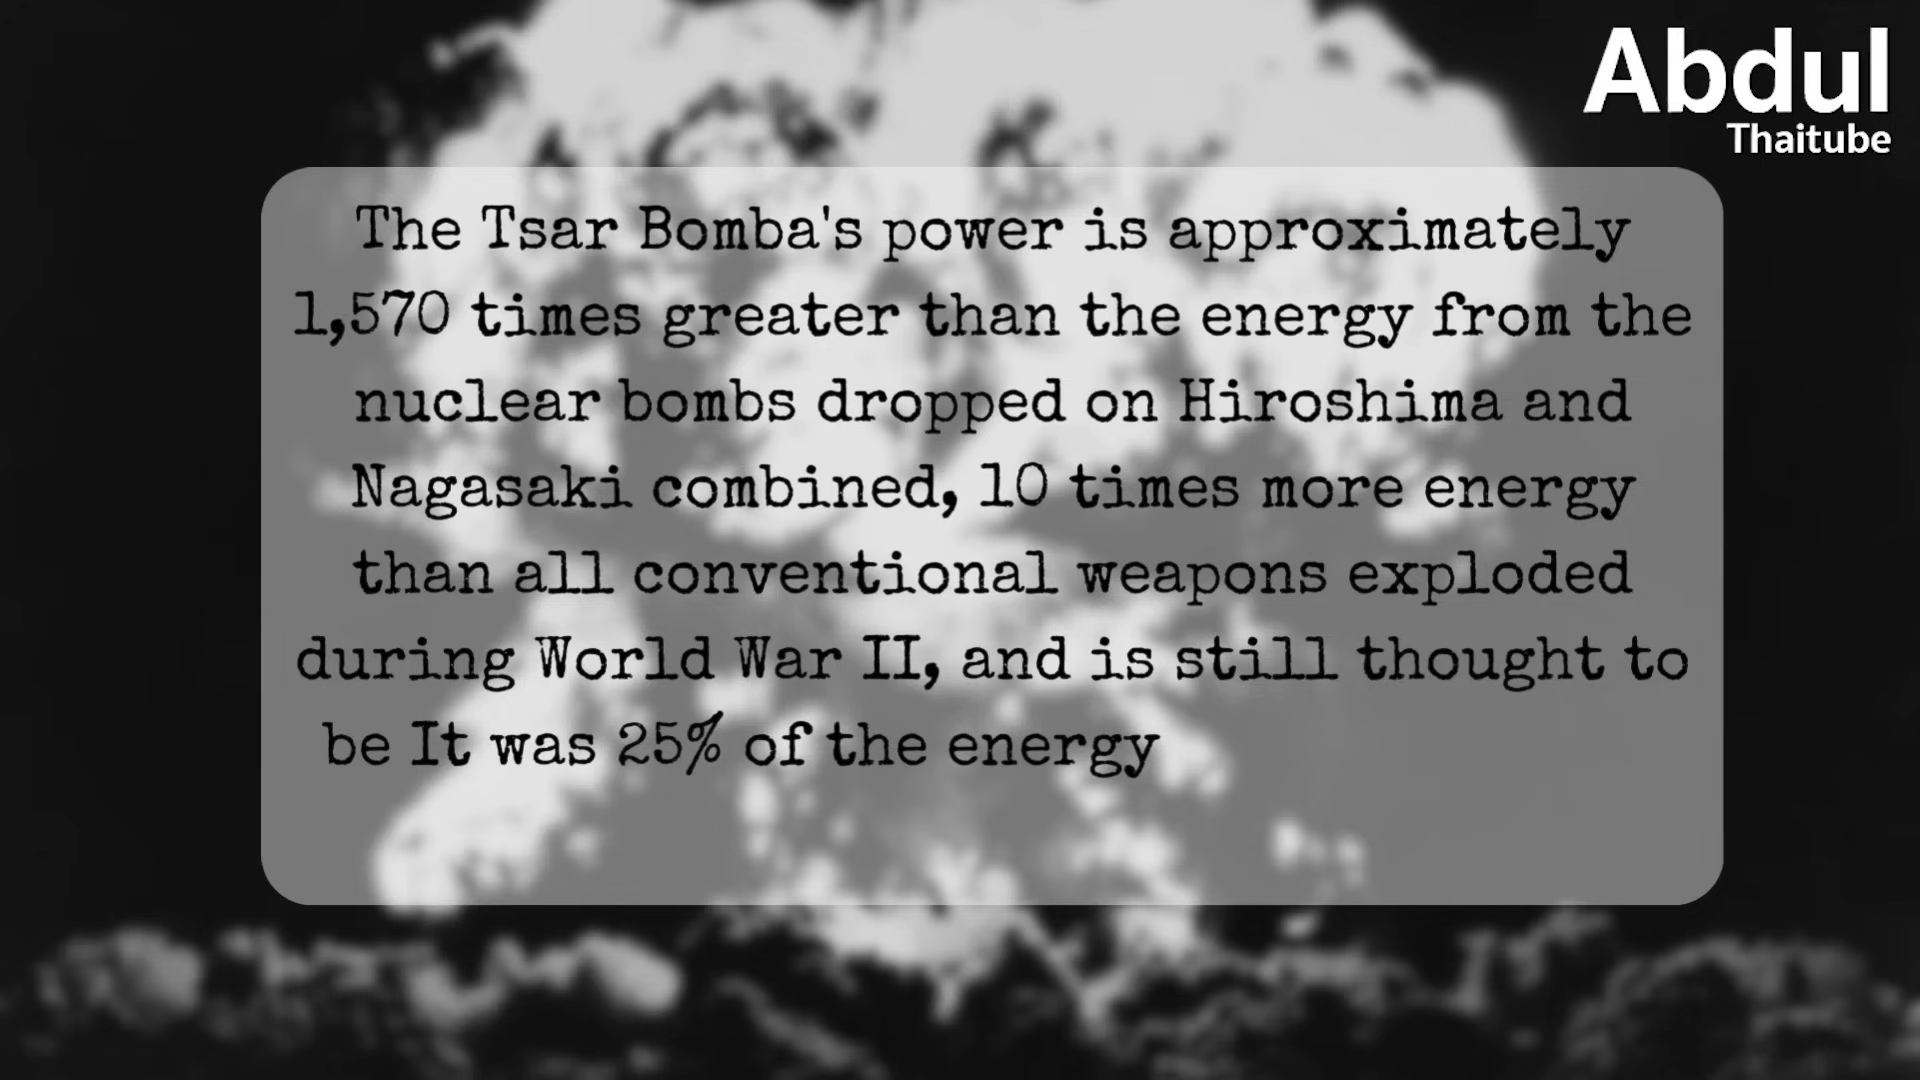 Abdul
Thaitube
The Tsar Bomba's power is approximately
1,570 times greater than the energy from the
nuclear bombs dropped on Hiroshima and
Nagasaki combined, 10 times more energy
than all conventional weapons exploded
during World War II, and is still thought to
be It was 25% of the energy